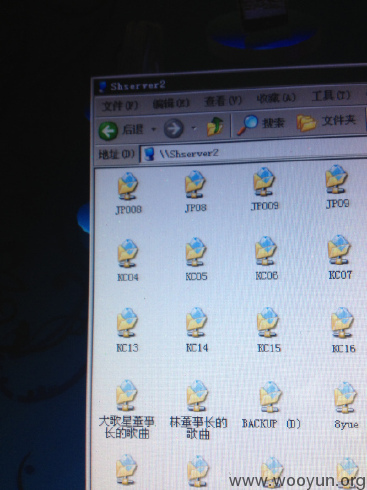 Shserver2
文件(F) 编辑(E) 查看(V) 收藏(A) 工具(T)
后退 搜索 文件夹
地址(D) \\Shserver2
JP008 JP08 JP009 JP09
KC04 KC05 KC06 KC07
KC13 KC14 KC15 KC16
大歌星董事 林董事长的 BACKUP (D) 8yue
长的歌曲 歌曲
www.wooyun.org